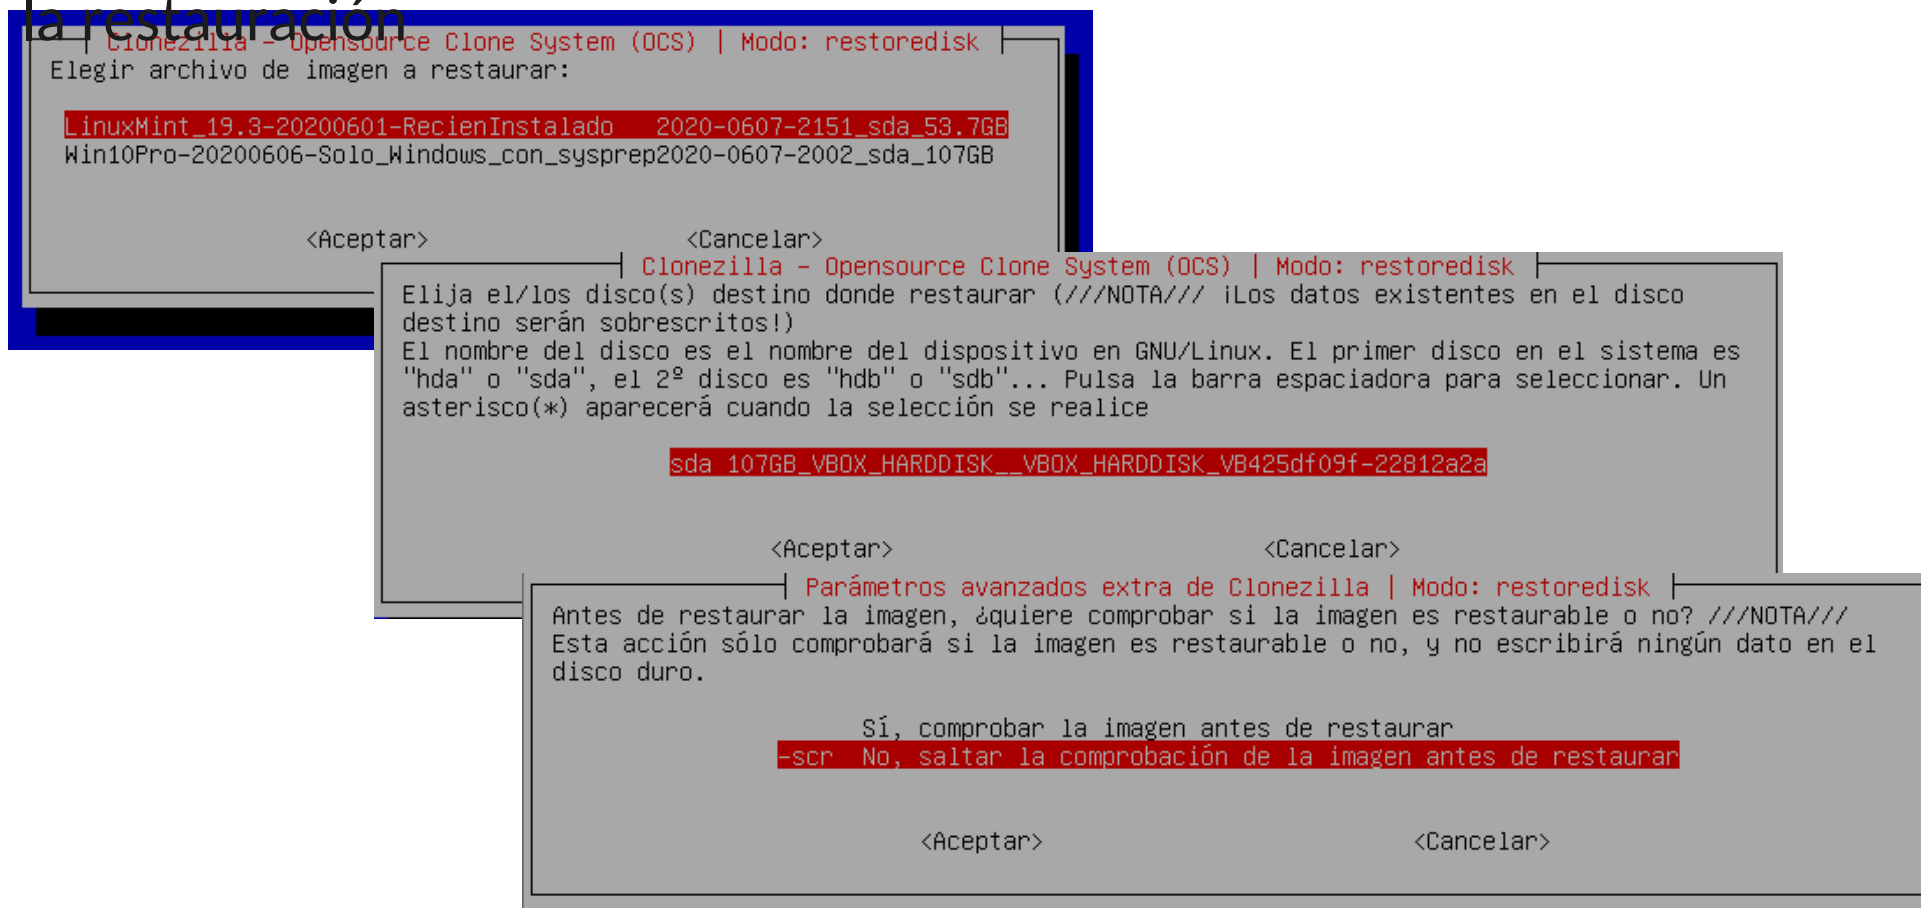 la restauración
Clonezilla - Opensource Clone System (OCS) | Modo: restoredisk
Elegir archivo de imagen a restaurar:
LinuxMint_19.3-20200601-RecienInstalado 2020-0607-2151_sda_53.7GB
Win10Pro-20200606-Solo_Windows_con_sysprep2020-0607-2002_sda_107GB
<Aceptar> <Cancelar>
Clonezilla - Opensource Clone System (OCS) | Modo: restoredisk
Elija el/los disco(s) destino donde restaurar (///NOTA/// ¡Los datos existentes en el disco
destino serán sobrescritos!)
El nombre del disco es el nombre del dispositivo en GNU/Linux. El primer disco en el sistema es
"hda" o "sda", el 2º disco es "hdb" o "sdb"... Pulsa la barra espaciadora para seleccionar. Un
asterisco(*) aparecerá cuando la selección se realice
sda 107GB_VBOX_HARDDISK__VBOX_HARDDISK_VB425df09f-22812a2a
<Aceptar> <Cancelar>
Parámetros avanzados extra de Clonezilla | Modo: restoredisk
Antes de restaurar la imagen, ¿quiere comprobar si la imagen es restaurable o no? ///NOTA///
Esta acción sólo comprobará si la imagen es restaurable o no, y no escribirá ningún dato en el
disco duro.
Sí, comprobar la imagen antes de restaurar
-scr No, saltar la comprobación de la imagen antes de restaurar
<Aceptar> <Cancelar>